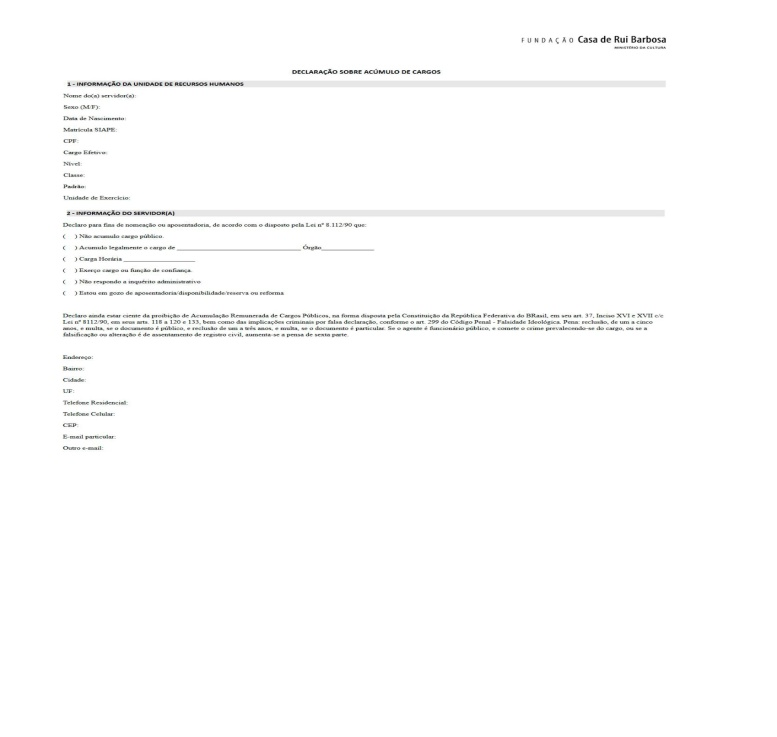 FUNDAÇÃO Casa de Rui Barbosa
MINISTÉRIO DA CULTURA
DECLARAÇÃO SOBRE ACÚMULO DE CARGOS
1 - INFORMAÇÃO DA UNIDADE DE RECURSOS HUMANOS
Nome do(a) servidor(a):
Sexo (M/F):
Data de Nascimento:
Matrícula SIAPE:
CPF:
Cargo Efetivo:
Nível:
Classe:
Padrão:
Unidade de Exercício:
2 - INFORMAÇÃO DO SERVIDOR(A)
Declaro para fins de nomeação ou aposentadoria, de acordo com o disposto pela Lei nº 8.112/90 que:
(   ) Não acumulo cargo público.
(   ) Acumulo legalmente o cargo de ______________________________________ Órgão________________
(   ) Carga Horária ______________________
(   ) Exerço cargo ou função de confiança.
(   ) Não respondo a inquérito administrativo
(   ) Estou em gozo de aposentadoria/disponibilidade/reserva ou reforma
Declaro ainda estar ciente da proibição de Acumulação Remunerada de Cargos Públicos, na forma disposta pela Constituição da República Federativa do BRasil, em seu art. 37, Inciso XVI e XVII c/c
Lei nº 8112/90, em seus arts. 118 a 120 e 133, bem como das implicações criminais por falsa declaração, conforme o art. 299 do Código Penal - Falsidade Ideológica. Pena: reclusão, de um a cinco
anos, e multa, se o documento é público, e reclusão de um a três anos, e multa, se o documento é particular. Se o agente é funcionário público, e comete o crime prevalecendo-se do cargo, ou se a
falsificação ou alteração é de assentamento de registro civil, aumenta-se a pensa de sexta parte.
Endereço:
Bairro:
Cidade:
UF:
Telefone Residencial:
Telefone Celular:
CEP:
E-mail particular:
Outro e-mail: